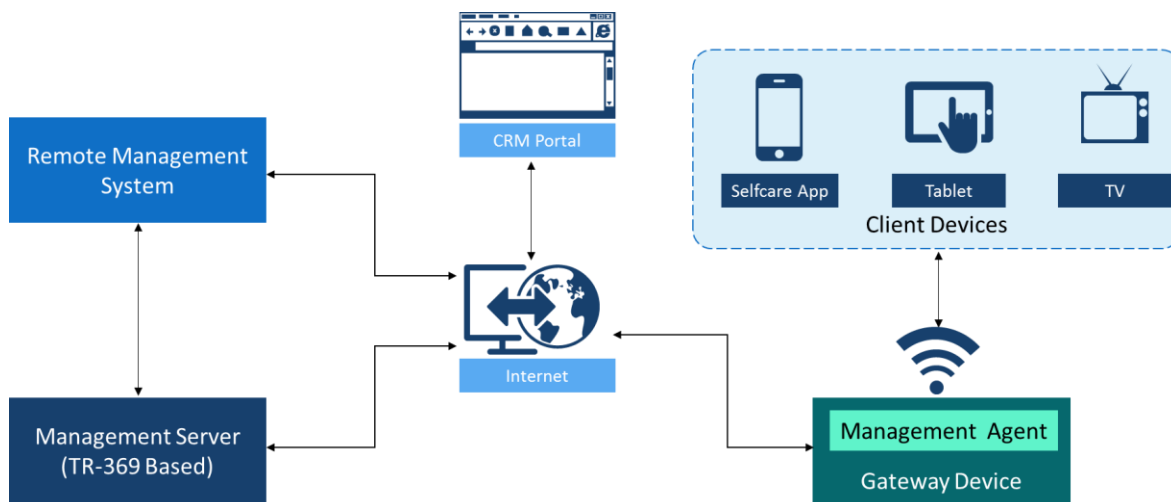 CRM Portal
Remote Management
System
Selfcare App
Tablet
TV
Client Devices
Internet
Management Server
(TR-369 Based)
Management Agent
Gateway Device